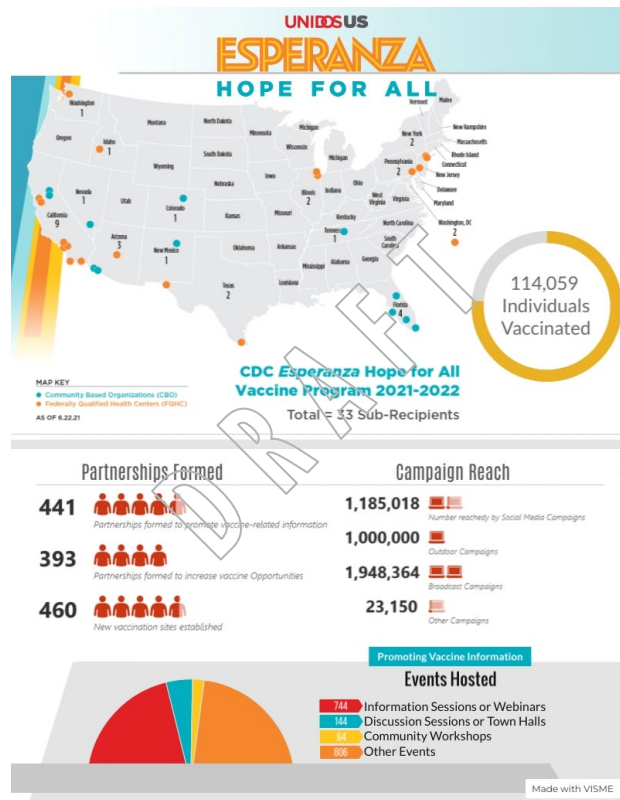 UNIDOSUS
ESPERANZA
HOPE FOR ALL
Washington
1
Oregon
Idaho
1
Montana
North Dakota
South Dakota
Wyoming
Nebraska
Minnesota
Wisconsin
Michigan
Michigan
Iowa
Illinois
2
Indiana
Ohio
Vermont
Maine
New Hampshire
Massachusetts
New York
2
Rhode Island
Connecticut
Pennsylvania
2
New Jersey
Delaware
Maryland
West
Virginia
Virginia
Washington, DC
2
Nevada
1
Utah
Colorado
1
California
9
Arizona
3
New Mexico
1
Kansas
Missouri
Kentucky
Tennessee
1
North Carolina
South
Carolina
Oklahoma
Arkansas
Mississippi
Alabama
Georgia
Texas
2
Louisiana
Florida
4
114,059
Individuals
Vaccinated
MAP KEY
Community Based Organizations (CBO)
Federally Qualified Health Centers (FGHC)
AS OF 6.22.21
CDC Esperanza Hope for All
Vaccine Program 2021-2022
Total = 33 Sub-Recipients
DRAFT
Partnerships Formed
441
Partnerships formed to promote vaccine-related information
393
Partnerships formed to increase vaccine Opportunities
460
New vaccination sites established
Campaign Reach
1,185,018
Number reachedy by Social Media Campaigns
1,000,000
Outdoor Campaigns
1,948,364
Broadcast Campaigns
23,150
Other Campaigns
Promoting Vaccine Information
Events Hosted
744 Information Sessions or Webinars
144 Discussion Sessions or Town Halls
64 Community Workshops
806 Other Events
Made with VISME